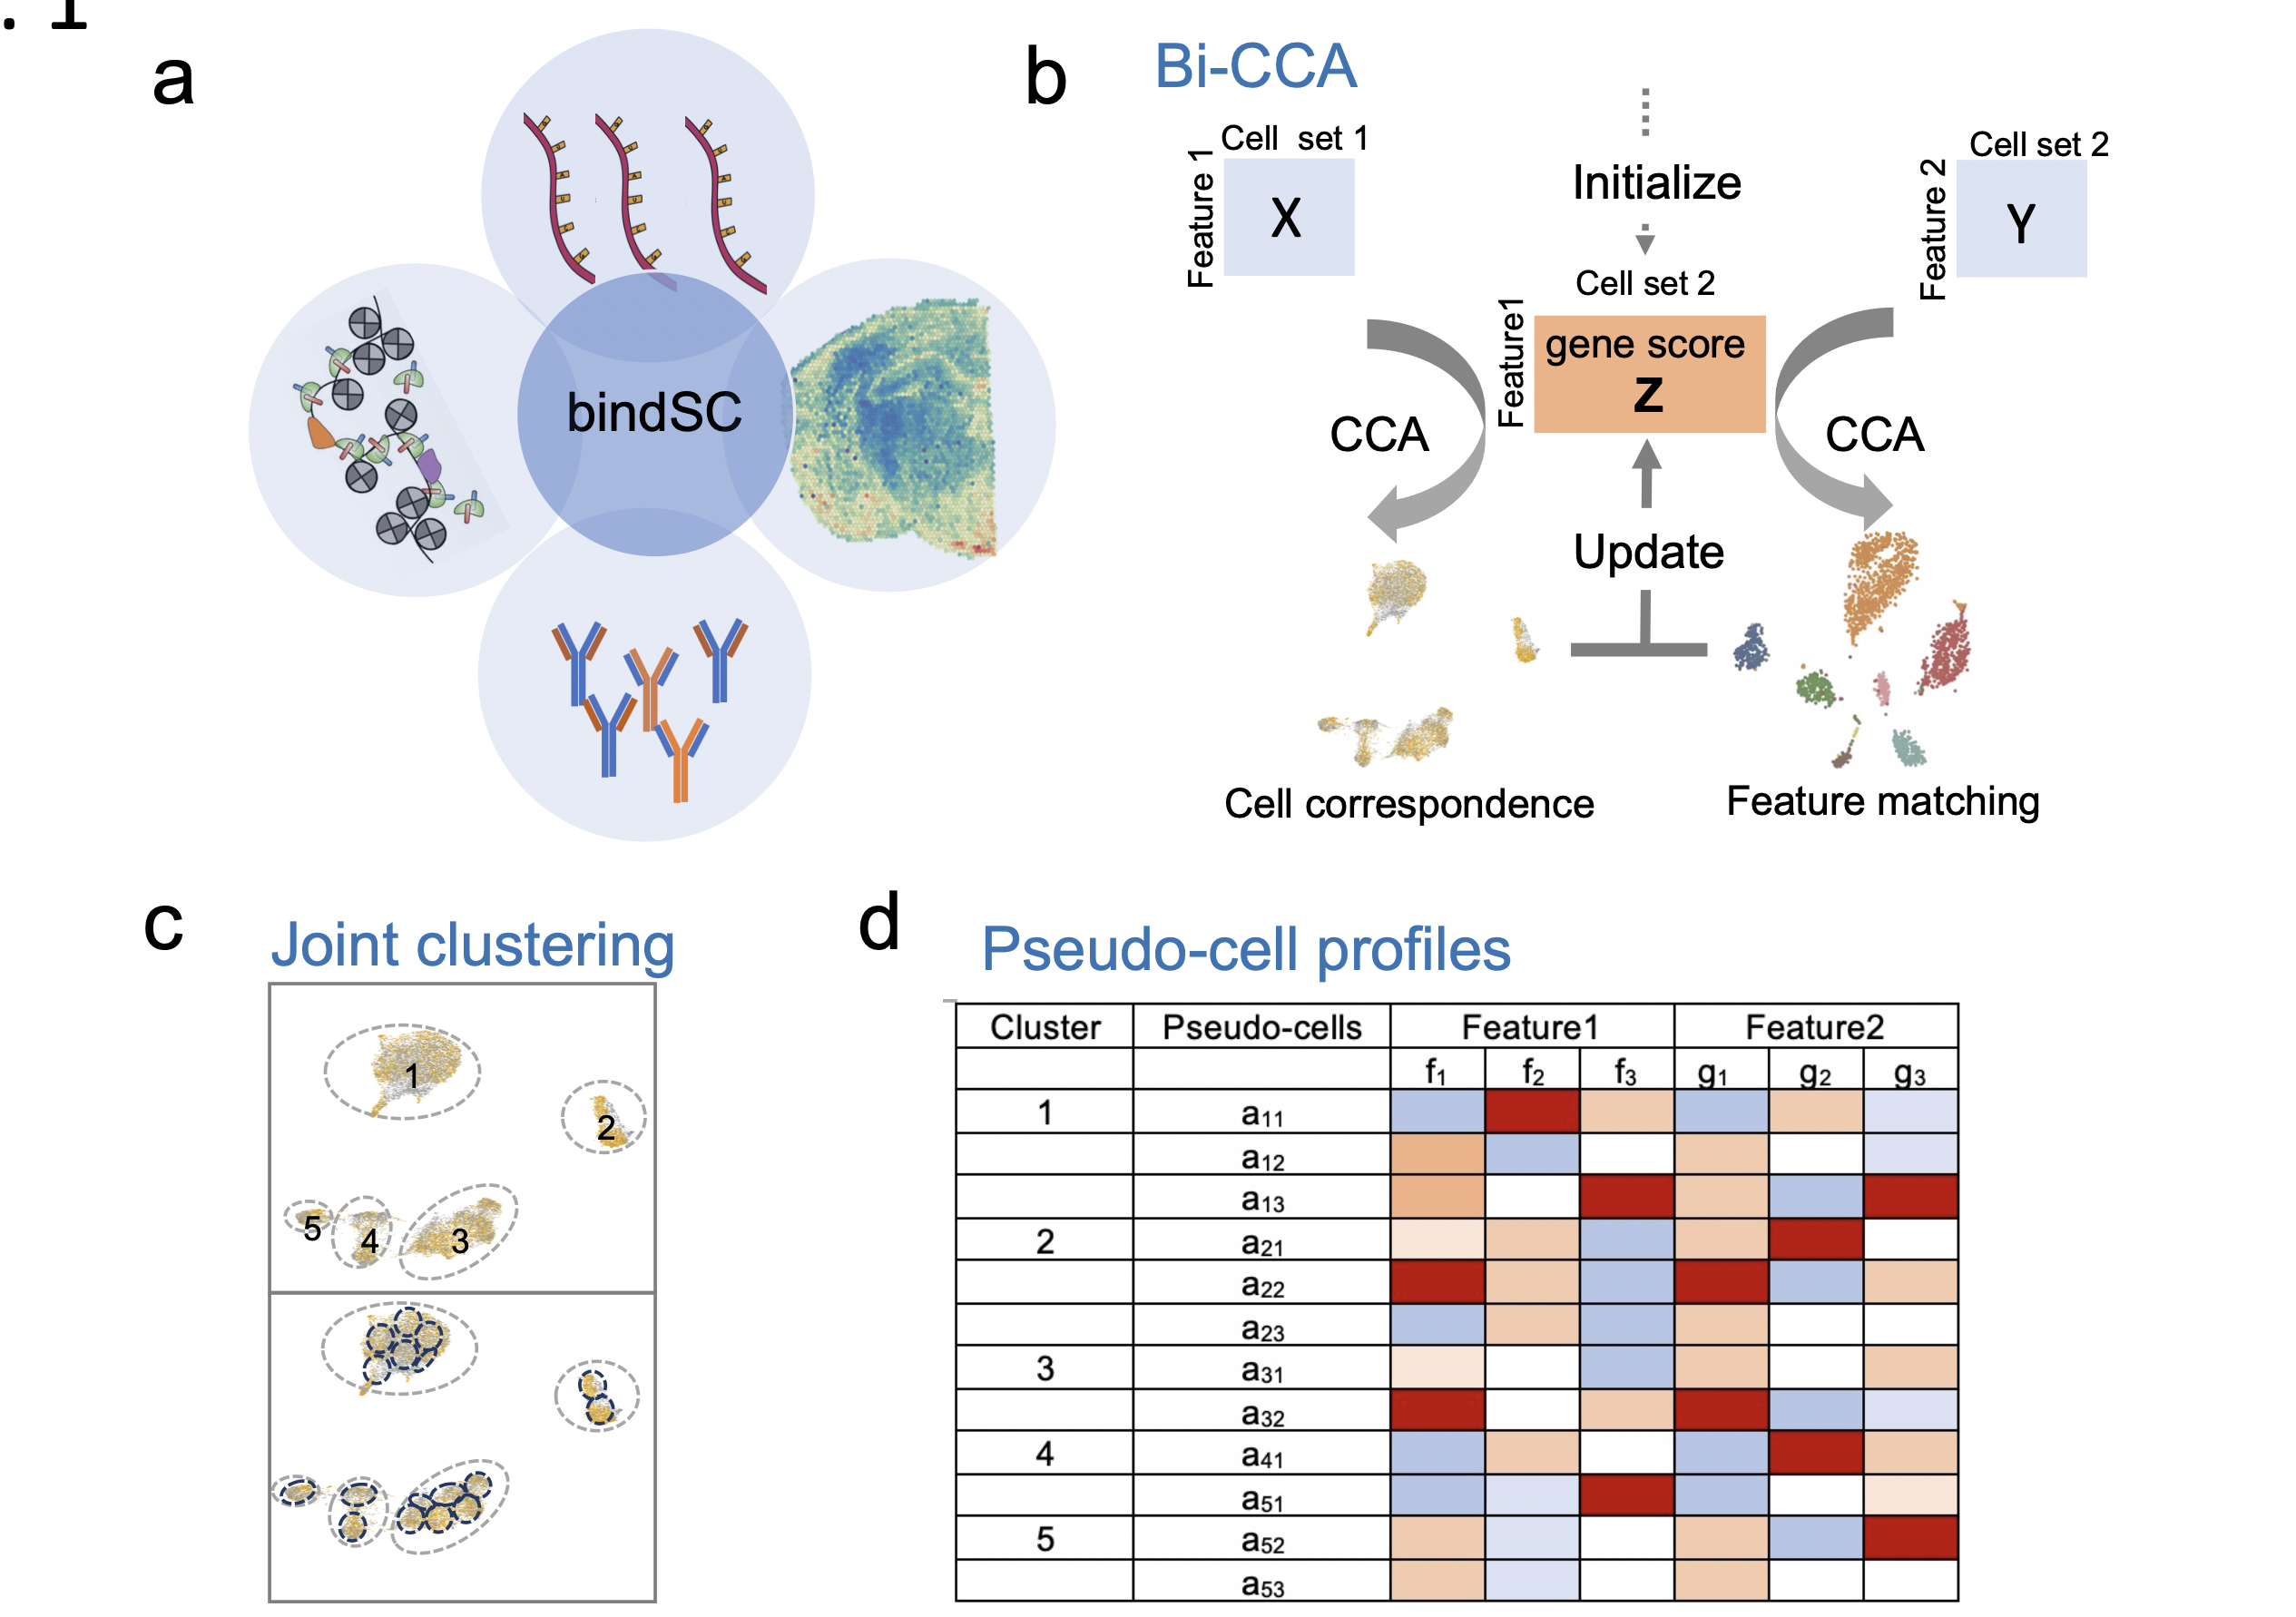 . 1
a
bindSC
b
Bi-CCA
Cell set 1
Feature 1
X
Initialize
Cell set 2
Feature 2
Y
Cell set 2
Feature1
gene score
Z
CCA
CCA
Update
Cell correspondence
Feature matching
c
Joint clustering
1
2
5
4
3
d
Pseudo-cell profiles
Cluster Pseudo-cells Feature1 Feature2
f1 f2 f3 g1 g2 g3
1 a11
a12
a13
2 a21
a22
a23
3 a31
a32
4 a41
a51
5 a52
a53